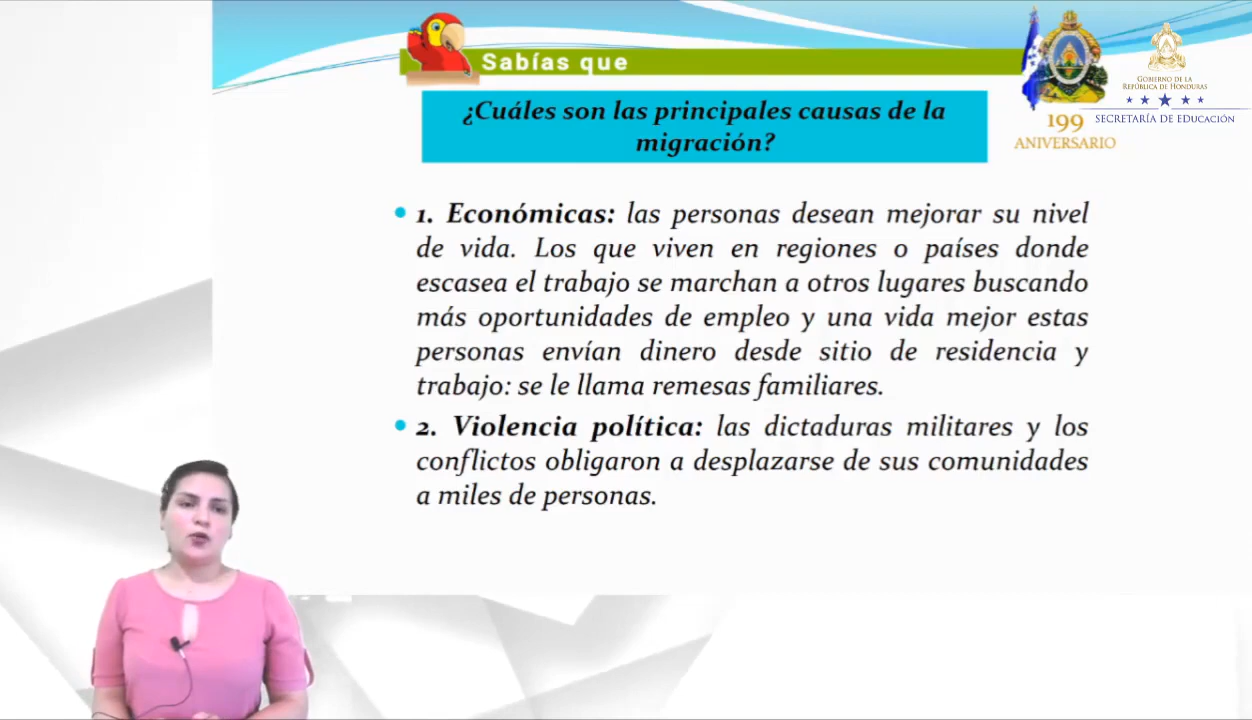 Sabías que
¿Cuáles son las principales causas de la
migración?
199
ANIVERSARIO
GOBIERNO DE LA
REPÚBLICA DE HONDURAS
SECRETARÍA DE EDUCACIÓN
1. Económicas: las personas desean mejorar su nivel
de vida. Los que viven en regiones o países donde
escasea el trabajo se marchan a otros lugares buscando
más oportunidades de empleo y una vida mejor estas
personas envían dinero desde sitio de residencia y
trabajo: se le llama remesas familiares.
2. Violencia política: las dictaduras militares y los
conflictos obligaron a desplazarse de sus comunidades
a miles de personas.